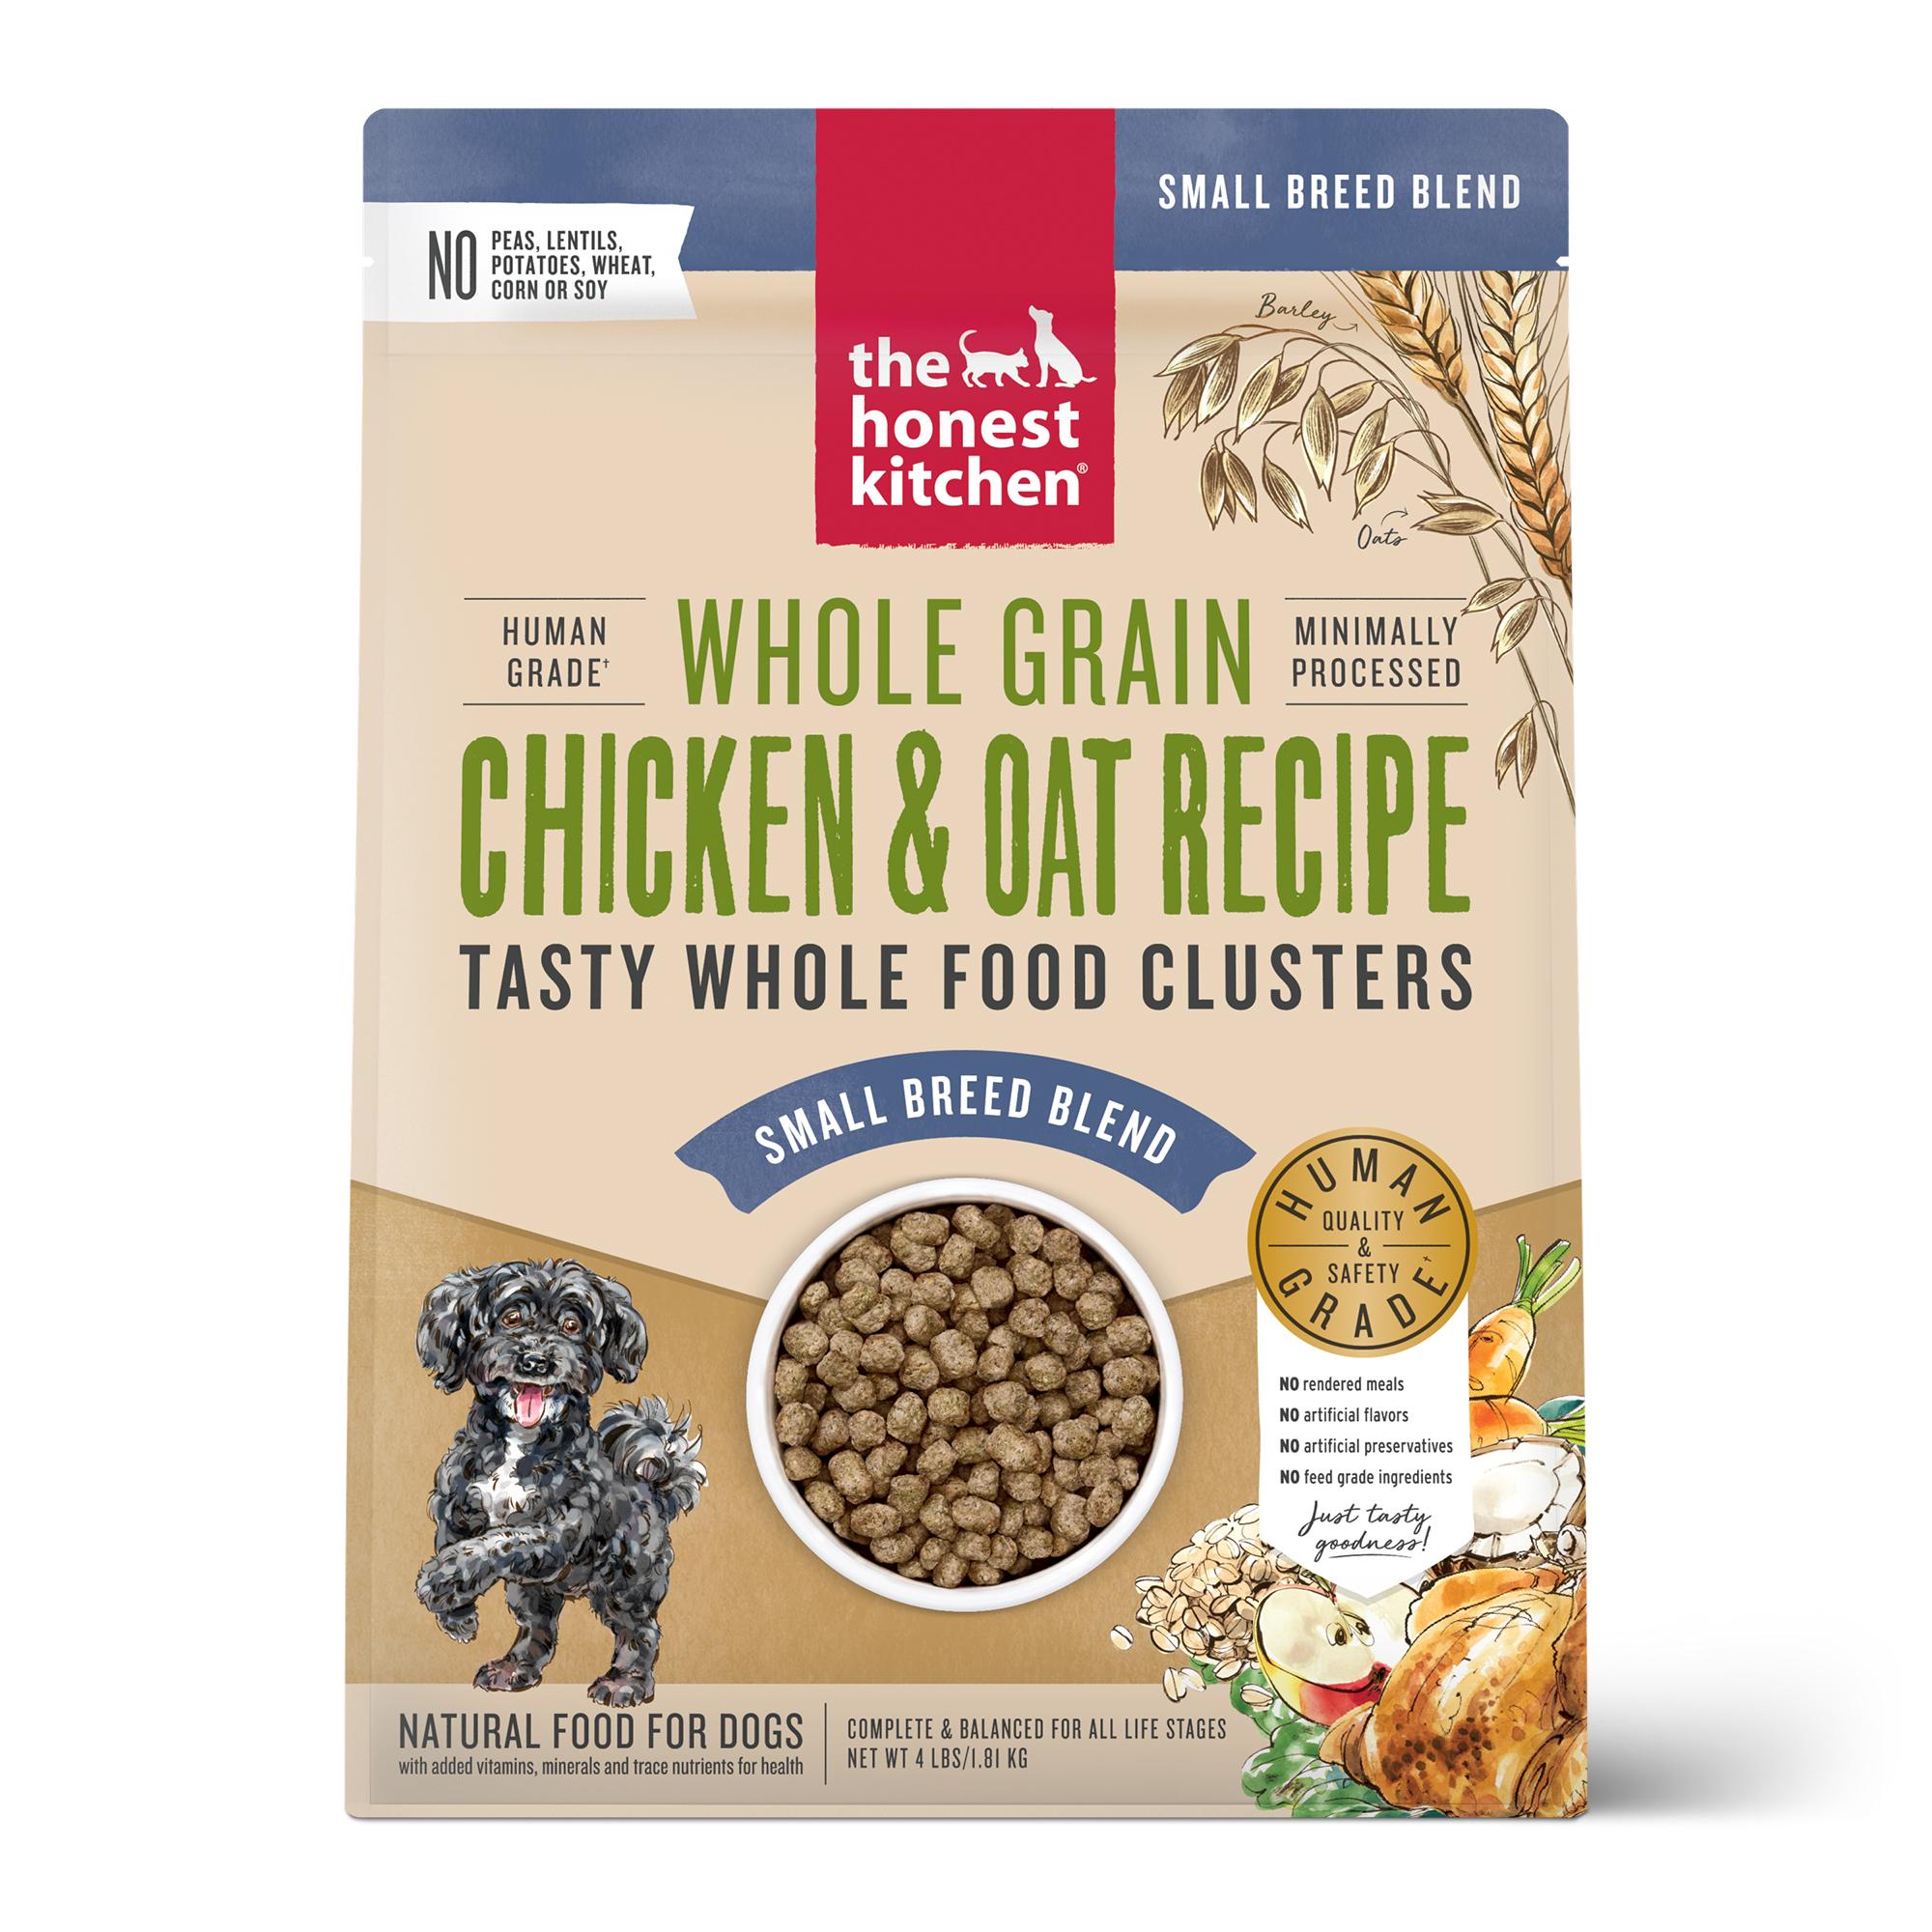 SMALL BREED BLEND
NO PEAS, LENTILS,
POTATOES, WHEAT,
CORN OR SOY
the
honest
kitchen®
Barley
Oats
HUMAN
GRADE†
WHOLE GRAIN
MINIMALLY
PROCESSED
CHICKEN & OAT RECIPE
TASTY WHOLE FOOD CLUSTERS
SMALL BREED BLEND
HUMAN
QUALITY
&
SAFETY
GRADE†
NO rendered meals
NO artificial flavors
NO artificial preservatives
NO feed grade ingredients
Just tasty
goodness!
NATURAL FOOD FOR DOGS
with added vitamins, minerals and trace nutrients for health
COMPLETE & BALANCED FOR ALL LIFE STAGES
NET WT 4 LBS/1.81 KG